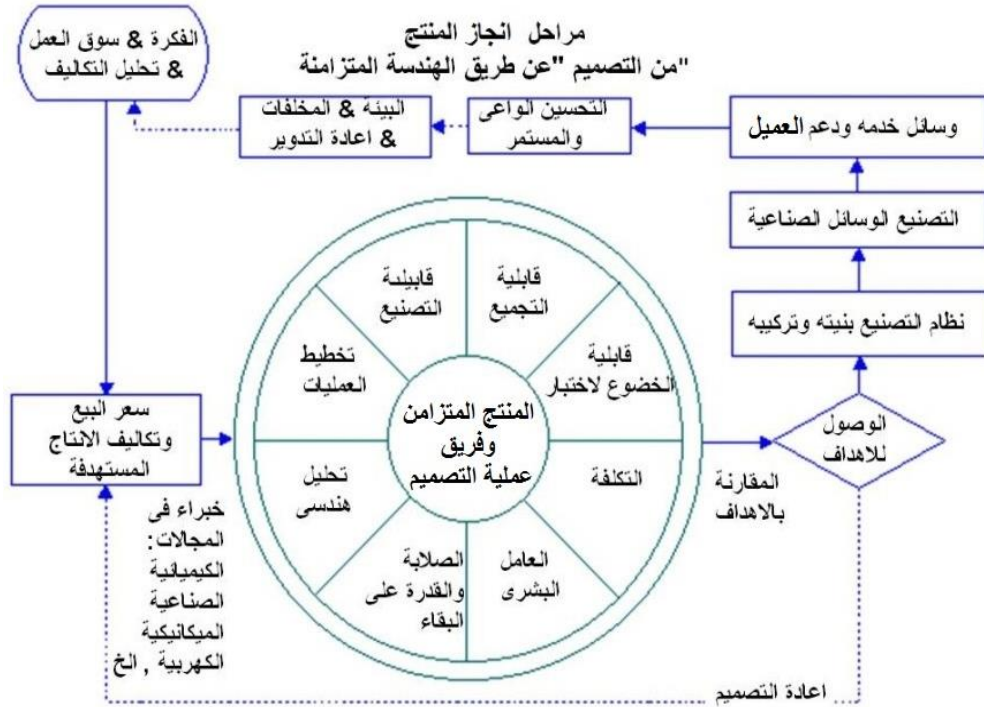 مراحل انجاز المنتج
"من التصميم "عن طريق الهندسة المتزامنة
الفكرة & سوق العمل
& تحليل التكاليف
البيئة & المخلفات
& اعادة التدوير
التحسين الواعى
والمستمر
وسائل خدمه ودعم العميل
التصنيع الوسائل الصناعية
نظام التصنيع بنيته وتركيبه
الوصول
للاهداف
المقارنة
بالاهداف
سعر البيع
وتكاليف الانتاج
المستهدفة
خبراء فى
المجالات:
الكيميائية
الصناعية
الميكانيكية
الكهربية , الخ
قابلية
التجميع
قابيلية
التصنيع
قابلية
الخضوع لاختبار
تخطيط
العمليات
المنتج المتزامن
وفريق
عملية التصميم
التكلفة
تحليل
هندسى
العامل
البشرى
الصلابة
والقدرة على
البقاء
اعادة التصميم